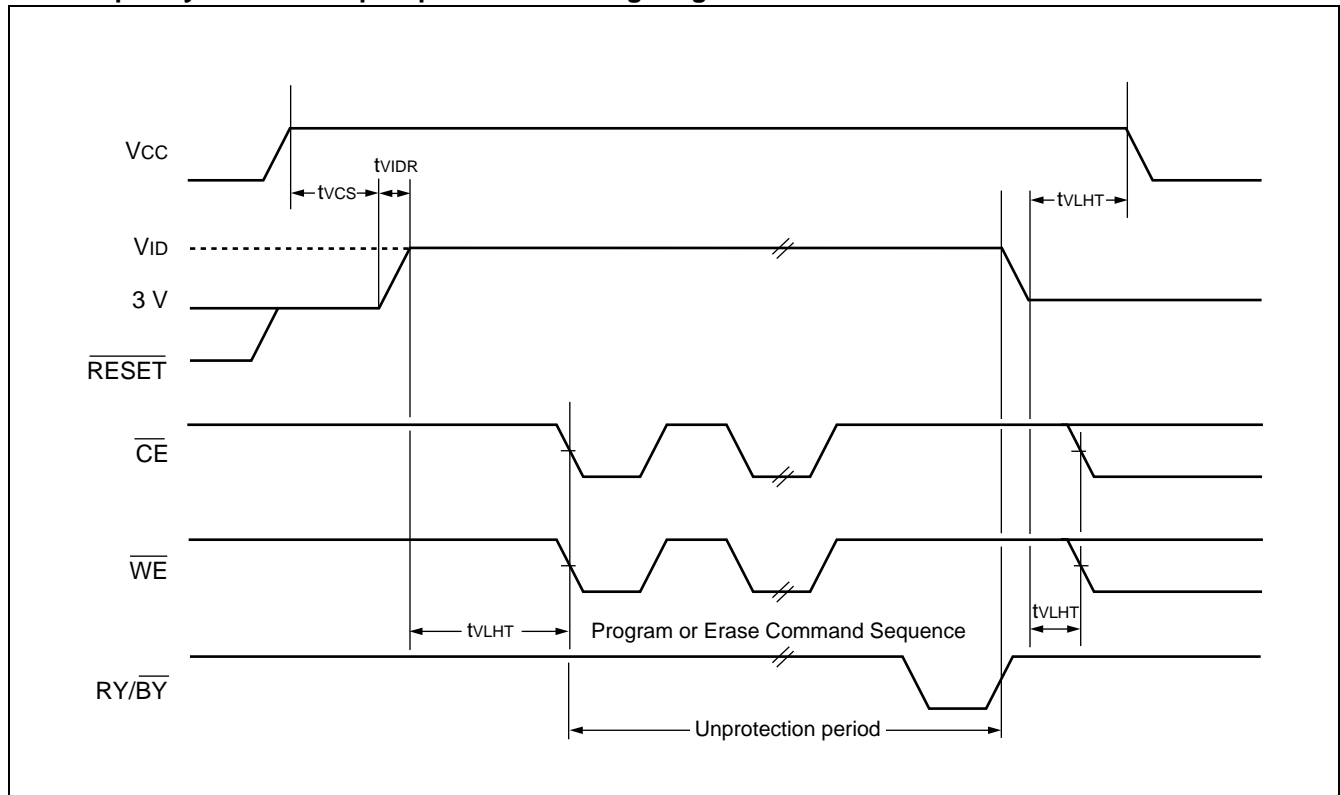 VCC
tVIDR
tVCS
tVLHT
VID
3 V
RESET
CE
WE
tVLHT
Program or Erase Command Sequence
tVLHT
RY/BY
Unprotection period